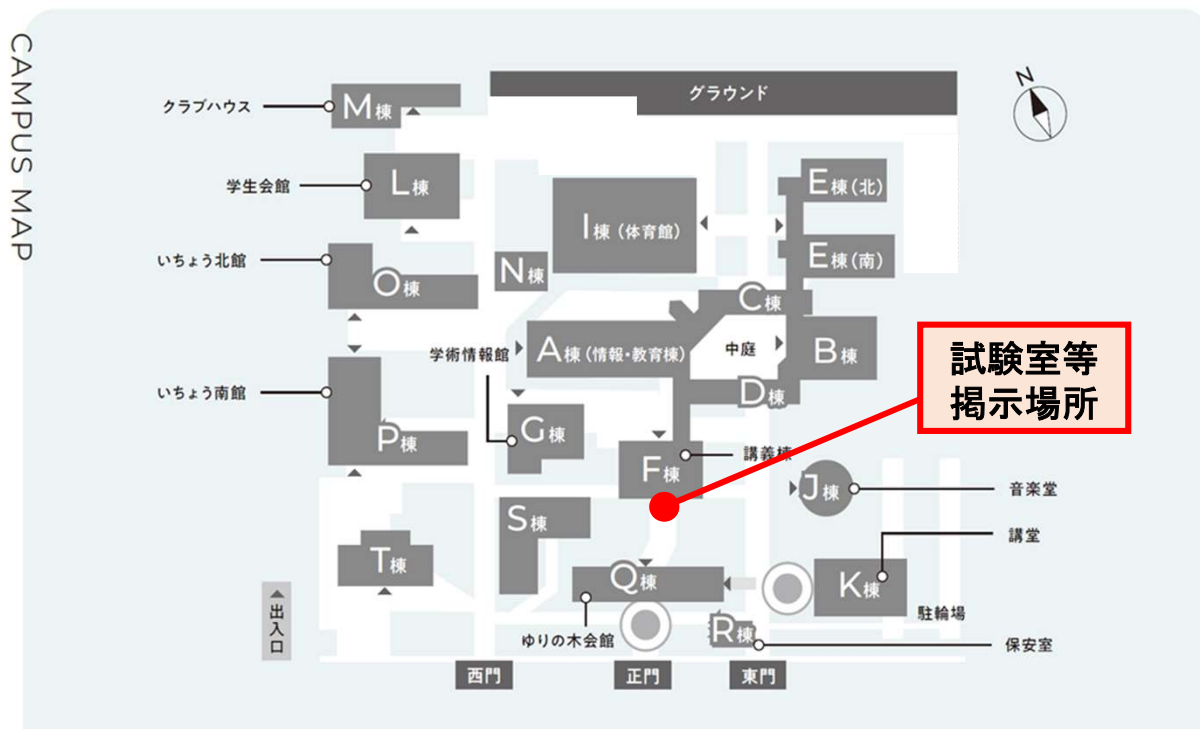 CAMPUS MAP
グラウンド
N
クラブハウス
M棟
学生会館
L棟
E棟(北)
I棟(体育館)
いちょう北館
O棟
N棟
E棟(南)
C棟
学術情報館
A棟(情報・教育棟)
中庭
B棟
試験室等
掲示場所
いちょう南館
P棟
D棟
G棟
F棟
講義棟
J棟
音楽堂
S棟
講堂
T棟
Q棟
K棟
駐輪場
出入口
ゆりの木会館
R棟
保安室
西門
正門
東門